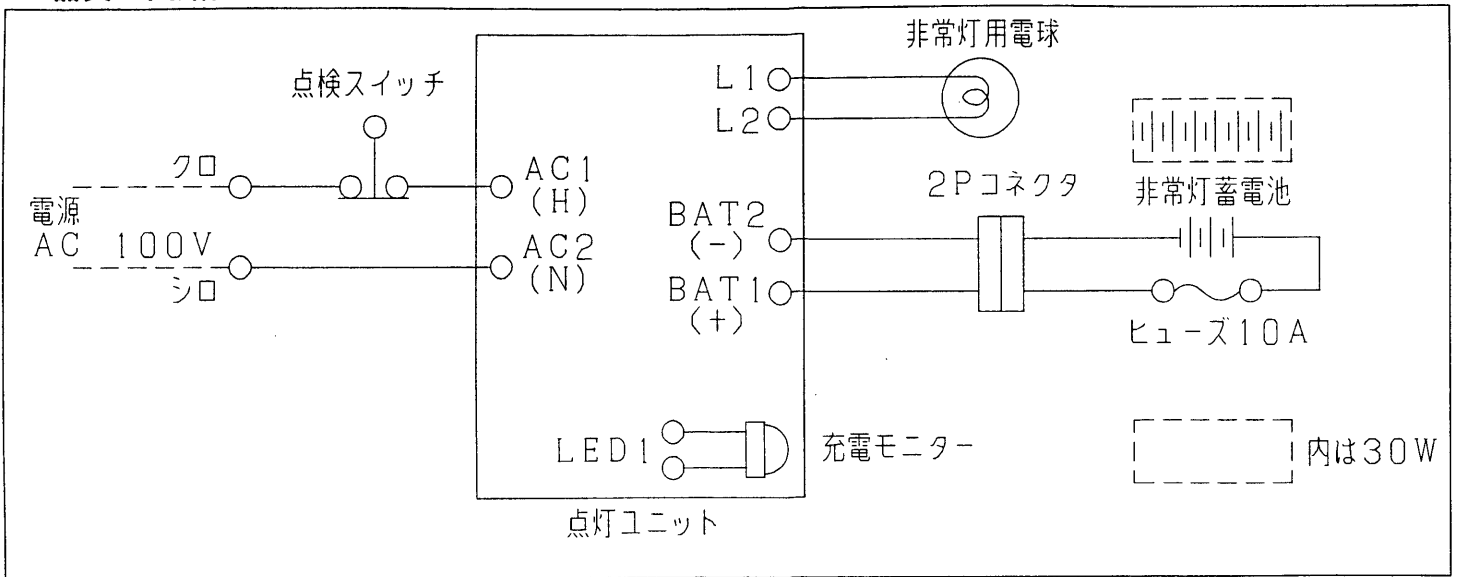 非常灯用電球
点検スイッチ
L1
L2
クロ
AC1
(H)
2Pコネクタ
非常灯蓄電池
電源
AC 100V
BAT2
(-)
AC2
(N)
シロ
BAT1
(+)
ヒューズ10A
LED1
充電モニター
内は30W
点灯ユニット